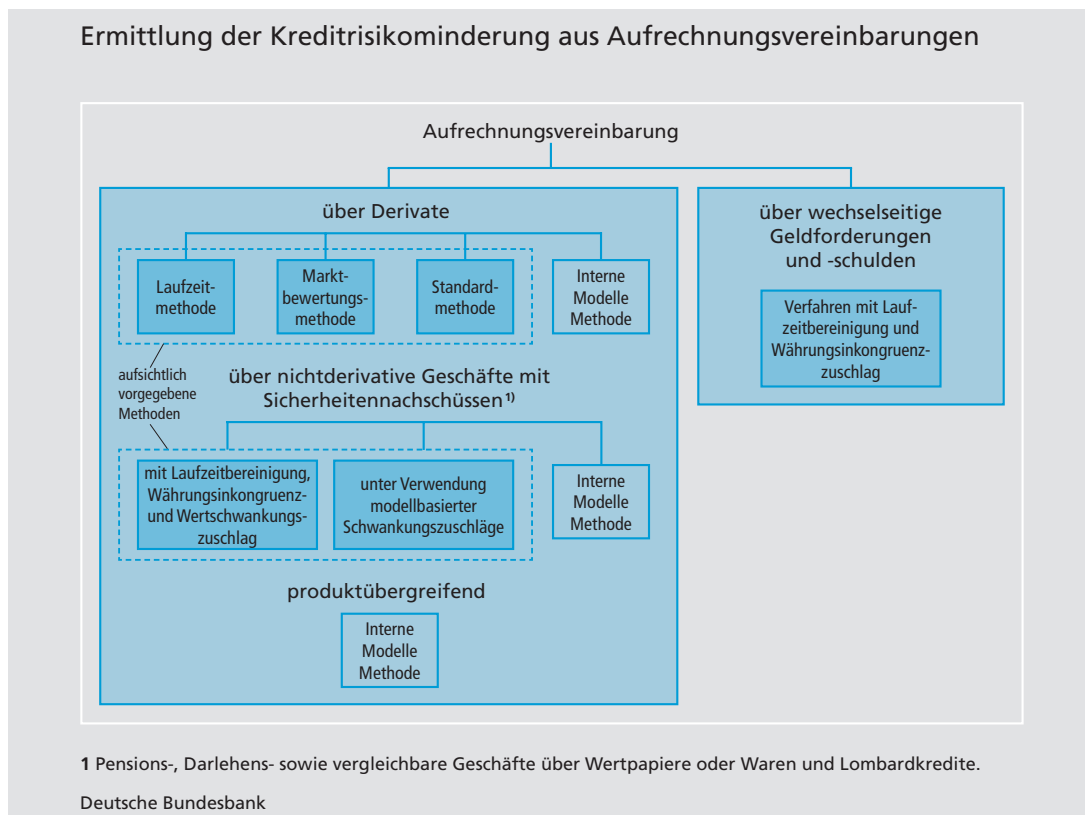 Ermittlung der Kreditrisikominderung aus Aufrechnungsvereinbarungen
Aufrechnungsvereinbarung
über Derivate
Laufzeit-
methode
Markt-
bewertungs-
methode
Standard-
methode
Interne
Modelle
Methode
aufsichtlich
vorgegebene
Methoden
über nichtderivative Geschäfte mit
Sicherheitennachschüssen 1)
mit Laufzeitbereinigung,
Währungsinkongruenz-
und Wertschwankungs-
zuschlag
unter Verwendung
modellbasierter
Schwankungszuschläge
Interne
Modelle
Methode
produktübergreifend
Interne
Modelle
Methode
über wechselseitige
Geldforderungen
und -schulden
Verfahren mit Lauf-
zeitbereinigung und
Währungsinkongruenz-
zuschlag
1 Pensions-, Darlehens- sowie vergleichbare Geschäfte über Wertpapiere oder Waren und Lombardkredite.
Deutsche Bundesbank